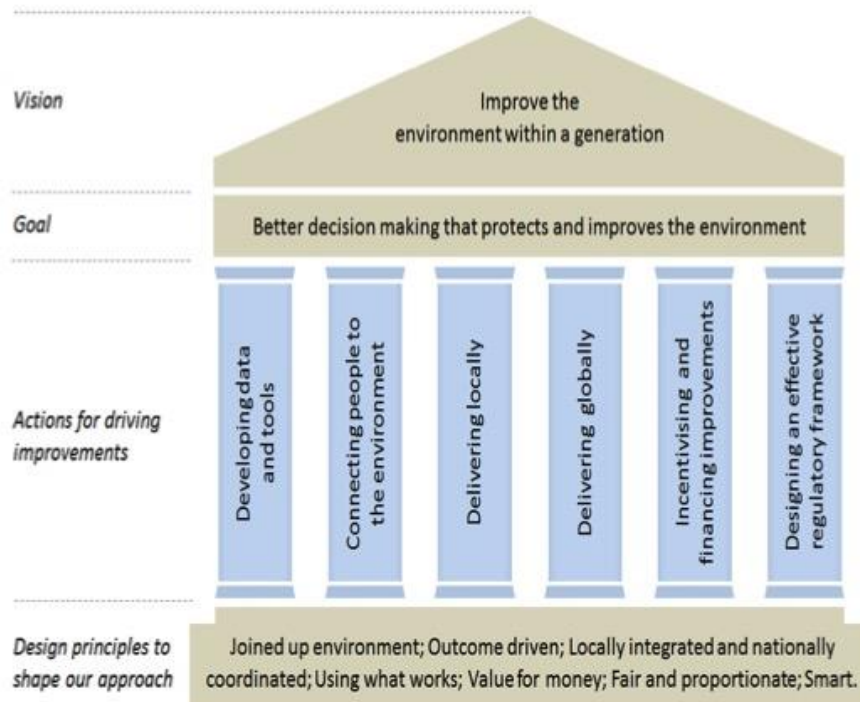 Vision
Improve the
environment within a generation
Goal
Better decision making that protects and improves the environment
Actions for driving
improvements
Developing data
and tools
Connecting people to
the environment
Delivering locally
Delivering globally
Incentivising and
financing improvements
Designing an effective
regulatory framework
Design principles to
shape our approach
Joined up environment; Outcome driven; Locally integrated and nationally
coordinated; Using what works; Value for money; Fair and proportionate; Smart.